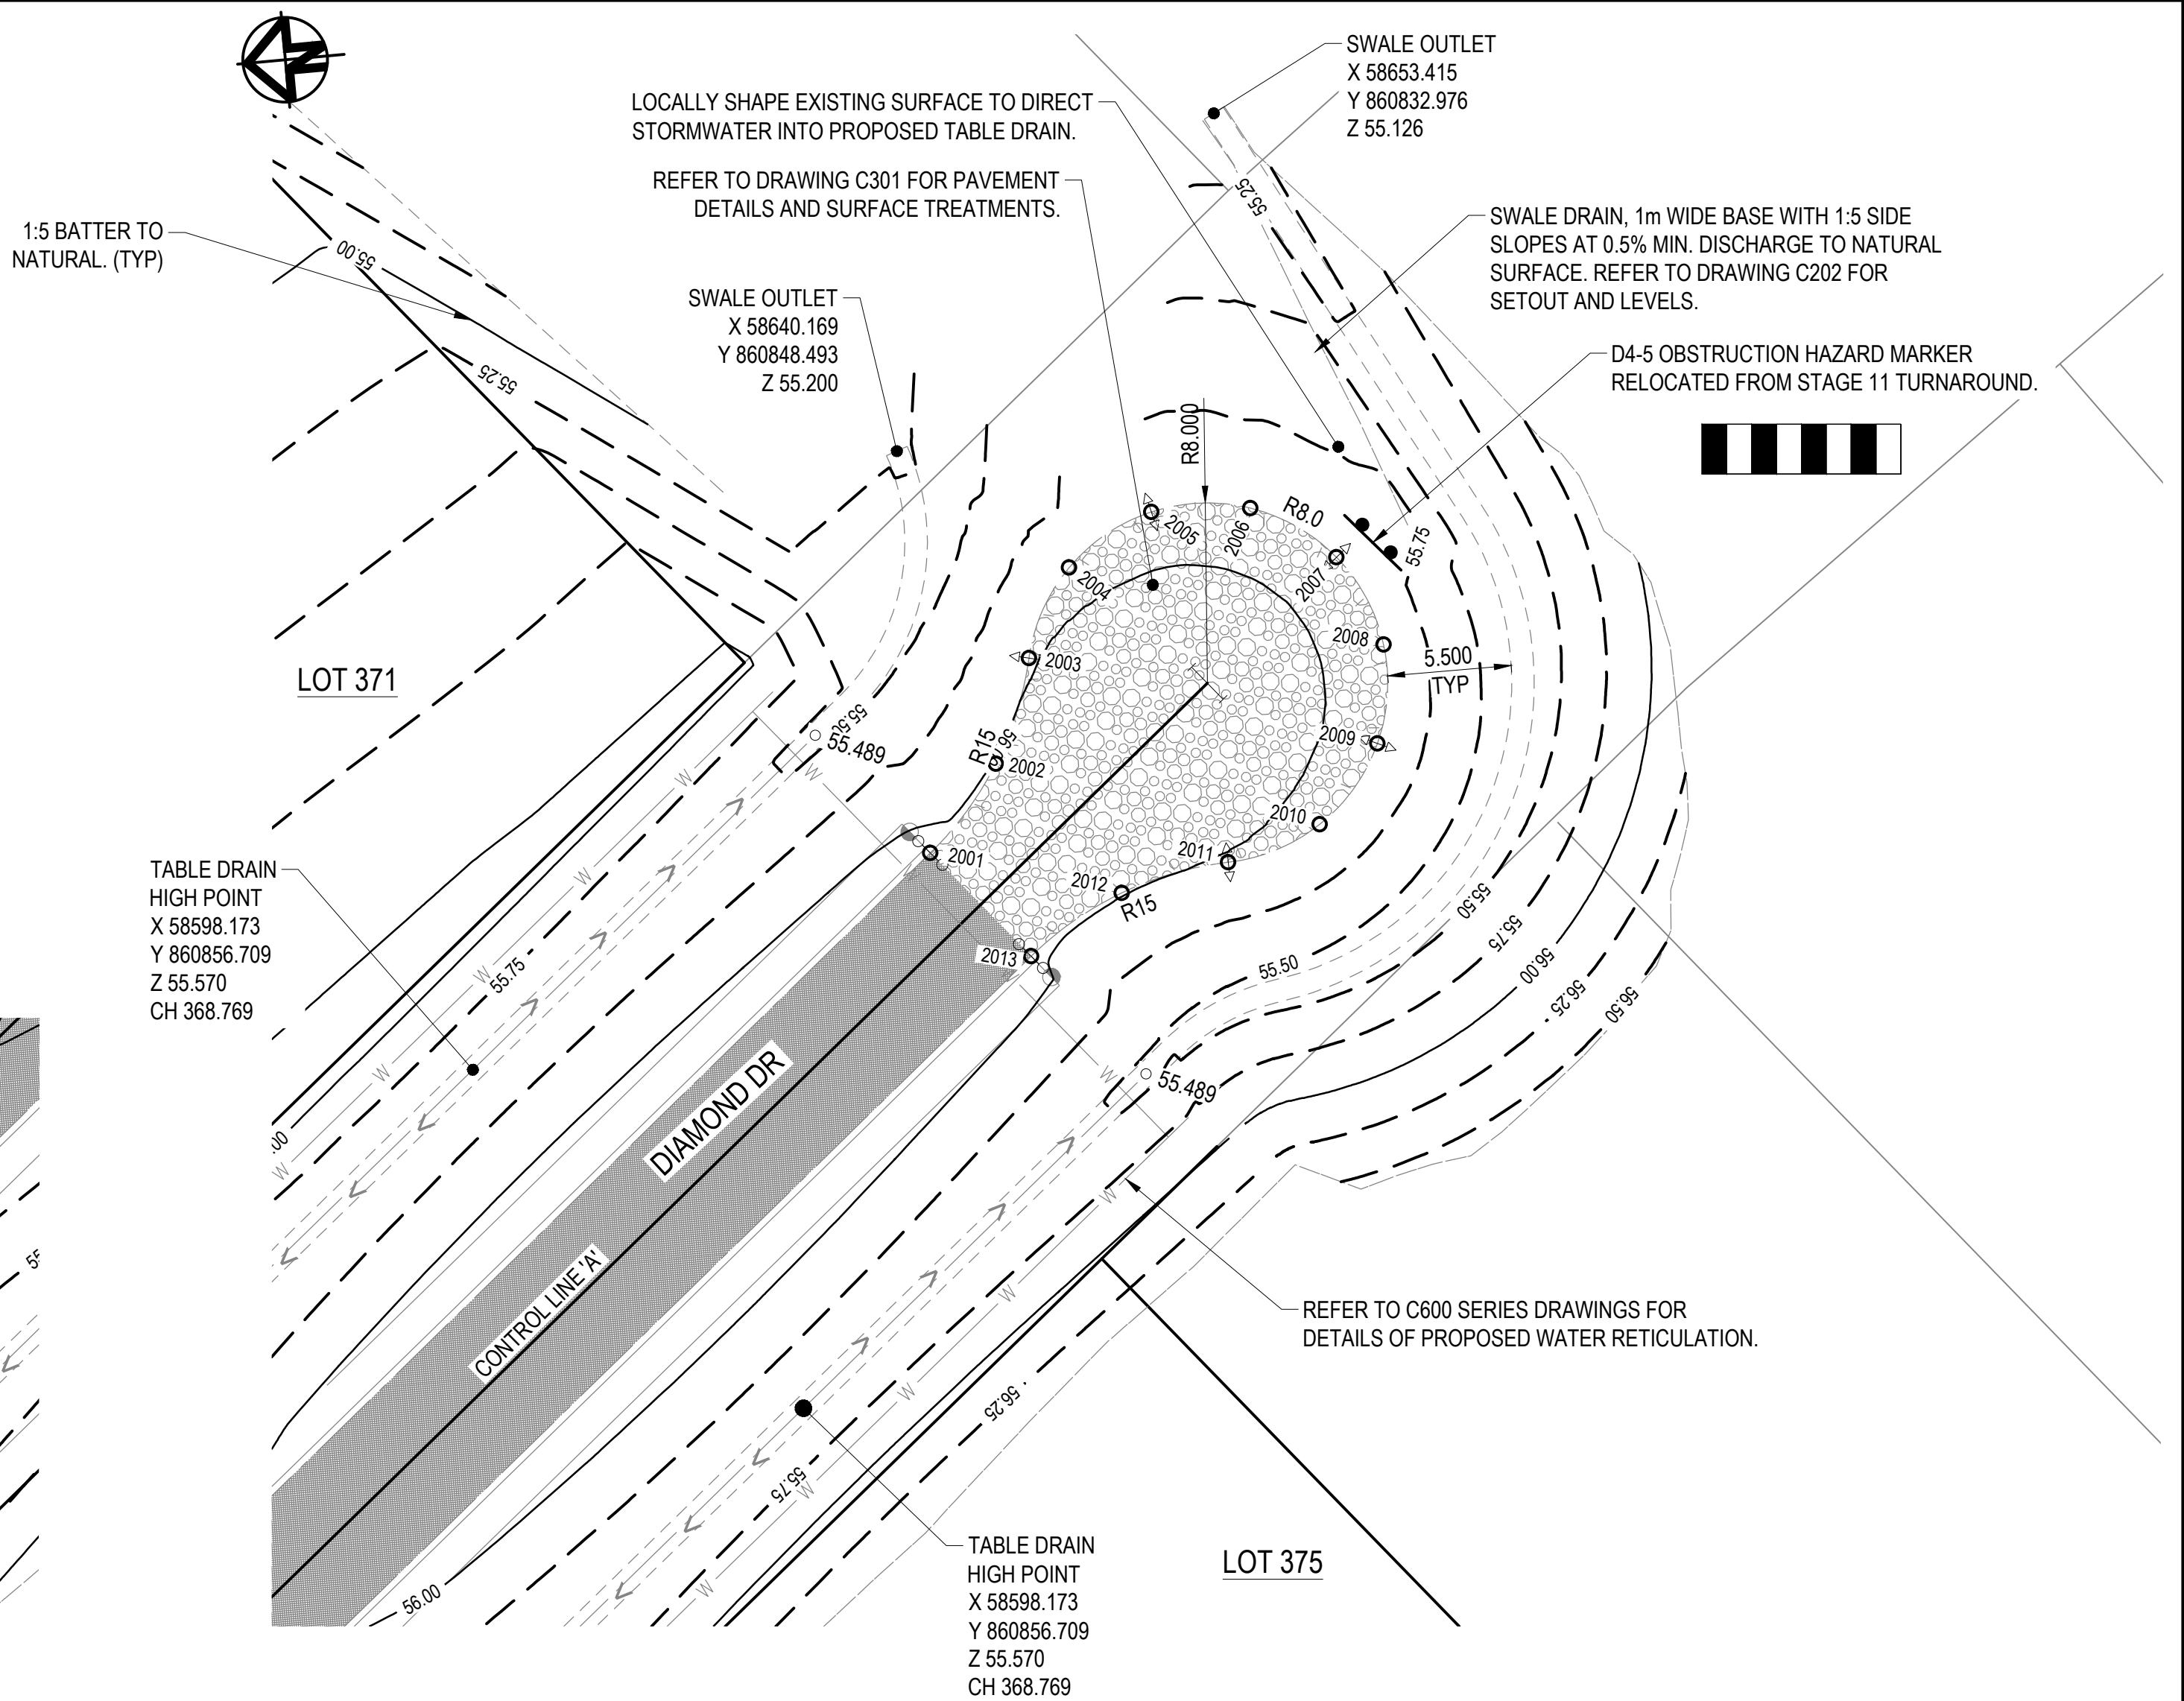 N
SWALE OUTLET
X 58653.415
Y 860832.976
Z 55.126
LOCALLY SHAPE EXISTING SURFACE TO DIRECT
STORMWATER INTO PROPOSED TABLE DRAIN.
REFER TO DRAWING C301 FOR PAVEMENT
DETAILS AND SURFACE TREATMENTS.
55.25
1:5 BATTER TO
NATURAL. (TYP)
55.00
SWALE DRAIN, 1m WIDE BASE WITH 1:5 SIDE
SLOPES AT 0.5% MIN. DISCHARGE TO NATURAL
SURFACE. REFER TO DRAWING C202 FOR
SETOUT AND LEVELS.
SWALE OUTLET
X 58640.169
Y 860848.493
Z 55.200
D4-5 OBSTRUCTION HAZARD MARKER
RELOCATED FROM STAGE 11 TURNAROUND.
55.25
R8.000
R8.0
2005
2006
55.75
2004
2007
2008
2003
5.500
TYP
LOT 371
55.50
55.489
R15
56.00
2002
2009
2010
2001
2011
2012
R15
2013
W
W
W
W
W
W
W
TABLE DRAIN
HIGH POINT
X 58598.173
Y 860856.709
Z 55.570
CH 368.769
55.75
55.50
55.50
55.75
56.00
56.25
56.50
55.489
.00
DIAMOND DR
CONTROL LINE 'A'
W
W
W
W
W
W
REFER TO C600 SERIES DRAWINGS FOR
DETAILS OF PROPOSED WATER RETICULATION.
56.25
55.75
56.00
TABLE DRAIN
HIGH POINT
X 58598.173
Y 860856.709
Z 55.570
CH 368.769
LOT 375